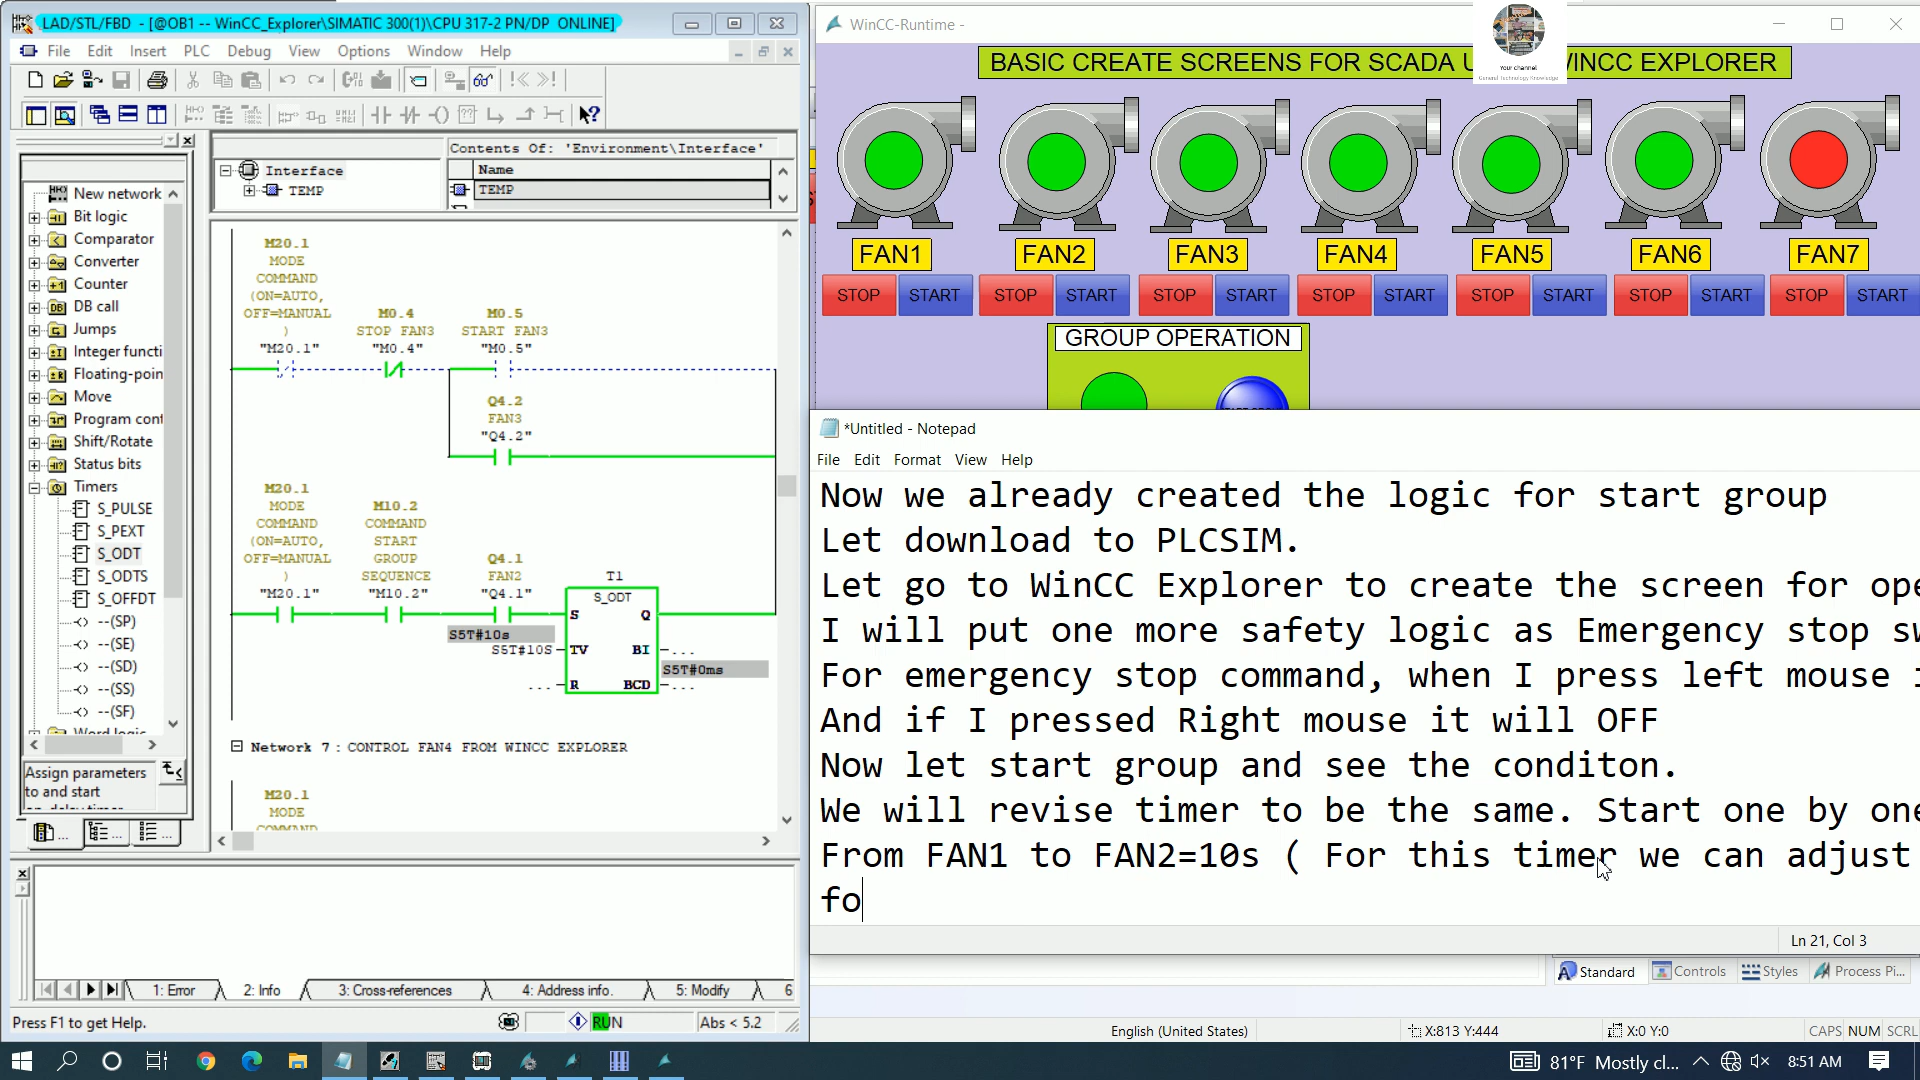 LAD/STL/FBD - [@OB1 -- WinCC_Explorer\SIMATIC 300(1)\CPU 317-2 PN/DP ONLINE]
File Edit Insert PLC Debug View Options Window Help
New network
Bit logic
Comparator
Converter
Counter
DB call
Jumps
Integer functi
Floating-poin
Move
Program cont
Shift/Rotate
Status bits
Timers
S_PULSE
S_PEXT
S_ODT
S_ODTS
S_OFFDT
--(SP)
--(SE)
--(SD)
--(SS)
--(SF)
Assign parameters
to and start
Interface
TEMP
Contents Of: 'Environment\Interface'
Name
TEMP
M20.1
MODE
COMMAND
(ON=AUTO,
OFF=MANUAL
)
"M20.1"
M0.4
STOP FAN3
"M0.4"
M0.5
START FAN3
"M0.5"
Q4.2
FAN3
"Q4.2"
M20.1
MODE
COMMAND
(ON=AUTO,
OFF=MANUAL
)
"M20.1"
M10.2
COMMAND
START
GROUP
SEQUENCE
"M10.2"
Q4.1
FAN2
"Q4.1"
T1
S_ODT
S Q
S5T#10s
S5T#10S TV BI ...
S5T#0ms
... R BCD ...
Network 7 : CONTROL FAN4 FROM WINCC EXPLORER
M20.1
MODE
COMMAND
1: Error 2: Info 3: Cross-references 4: Address info. 5: Modify 6
Press F1 to get Help.
RUN
Abs < 5.2
WinCC-Runtime -
BASIC CREATE SCREENS FOR SCADA U INCC EXPLORER
Your channel
General Technology Knowledge
FAN1 FAN2 FAN3 FAN4 FAN5 FAN6 FAN7
STOP START STOP START STOP START STOP START STOP START STOP START STOP START
GROUP OPERATION
*Untitled - Notepad
File Edit Format View Help
Now we already created the logic for start group
Let download to PLCSIM.
Let go to WinCC Explorer to create the screen for ope
I will put one more safety logic as Emergency stop sw
For emergency stop command, when I press left mouse i
And if I pressed Right mouse it will OFF
Now let start group and see the conditon.
We will revise timer to be the same. Start one by one
From FAN1 to FAN2=10s ( For this timer we can adjust
fo
Ln 21, Col 3
Standard Controls Styles Process Pi...
English (United States) X:813 Y:444 X:0 Y:0 CAPS NUM SCRL
81°F Mostly cl... 8:51 AM